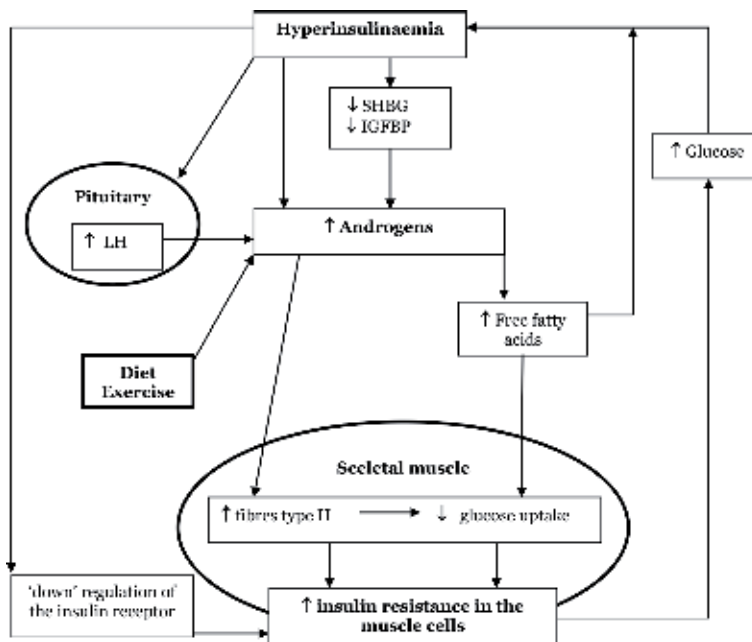 Hyperinsulinaemia
↓ SHBG
↓ IGFBP
↑ Glucose
Pituitary
↑ LH
↑ Androgens
↑ Free fatty
acids
Diet
Exercise
Sceletal muscle
↑ fibres type II → ↓ glucose uptake
'down' regulation of
the insulin receptor
↑ insulin resistance in the
muscle cells